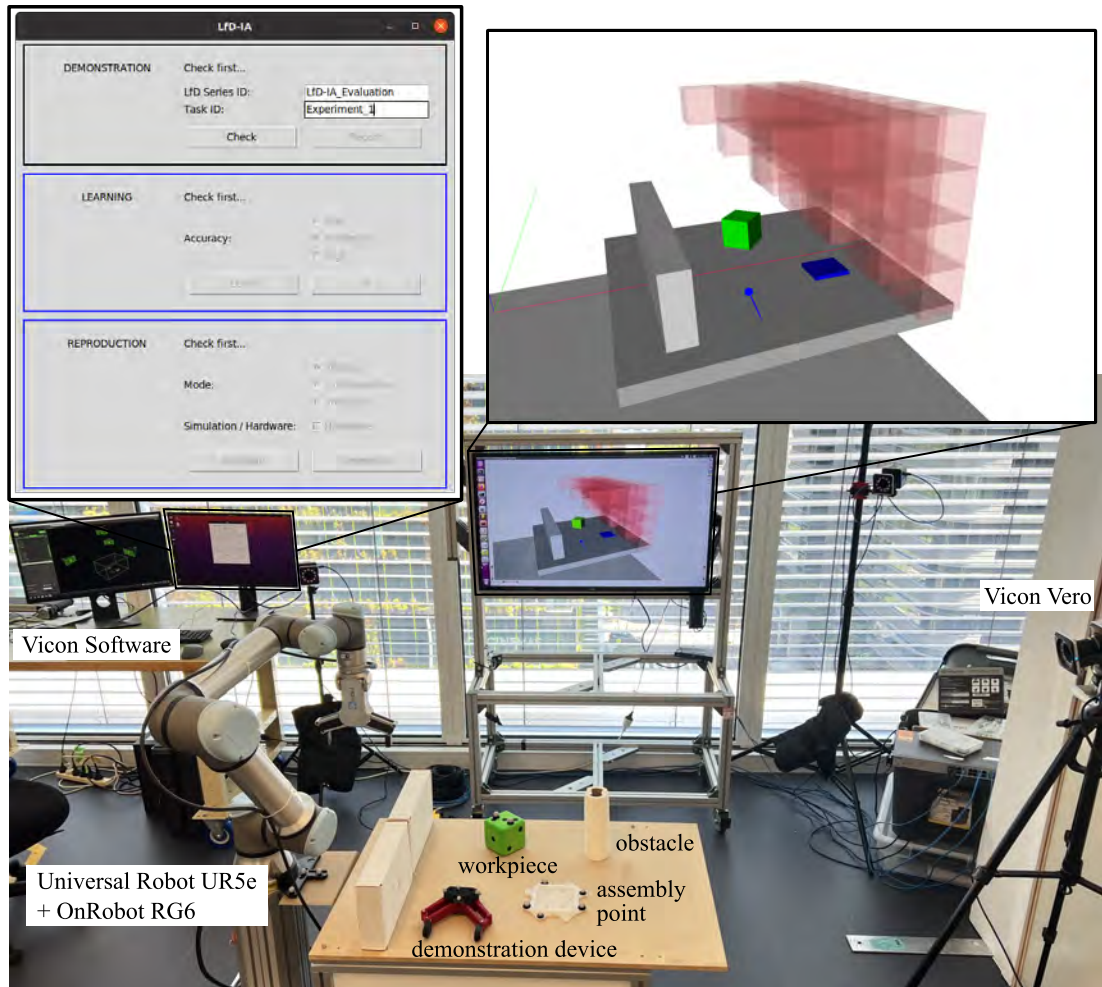 LfD-IA
DEMONSTRATION
Check first...
LfD Series ID:
LfD-IA_Evaluation
Task ID:
Experiment_1
Check
Record
LEARNING
Check first...
Accuracy:
REPRODUCTION
Check first...
Mode:
Simulation / Hardware:
Vicon Software
Vicon Vero
Universal Robot UR5e
+ OnRobot RG6
workpiece
obstacle
assembly
point
demonstration device